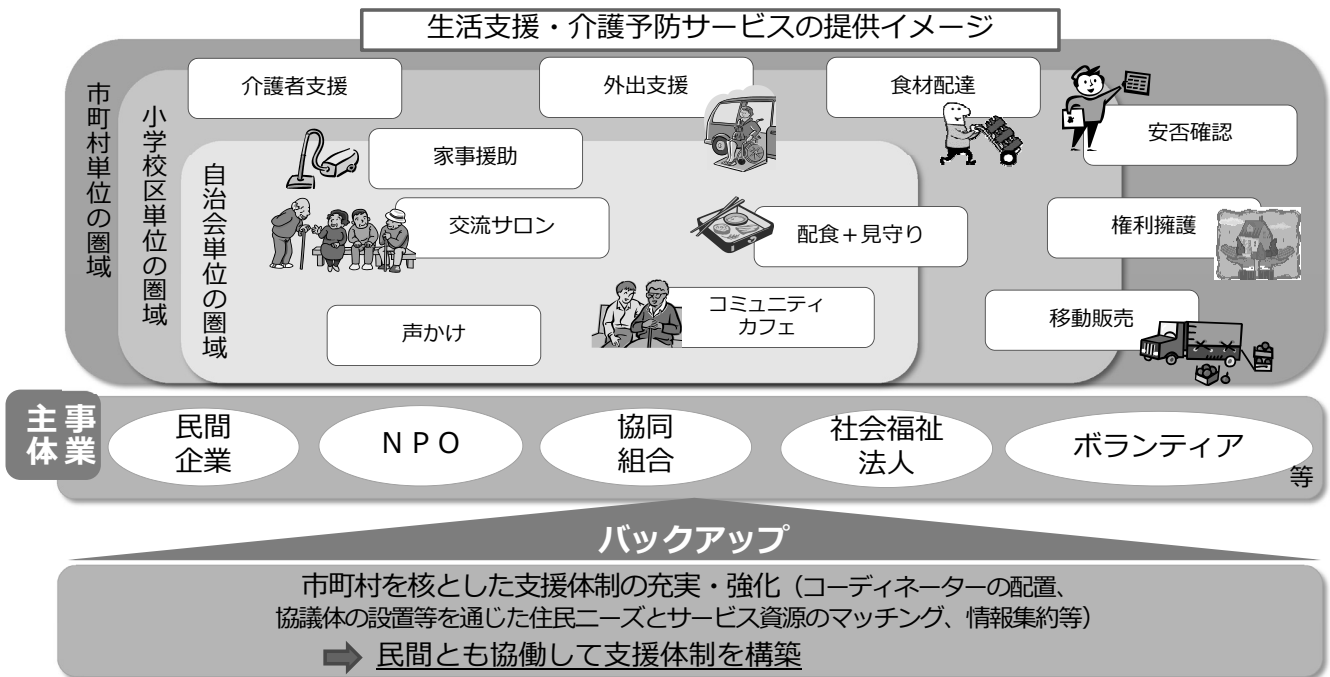 生活支援・介護予防サービスの提供イメージ
市町村単位の圏域
小学校区単位の圏域
自治会単位の圏域
介護者支援
外出支援
食材配達
安否確認
家事援助
交流サロン
配食+見守り
権利擁護
声かけ
コミュニティ
カフェ
移動販売
事業
主体
民間
企業
NPO
協同
組合
社会福祉
法人
ボランティア
等
バックアップ
市町村を核とした支援体制の充実・強化(コーディネーターの配置、
協議体の設置等を通じた住民ニーズとサービス資源のマッチング、情報集約等)
民間とも協働して支援体制を構築